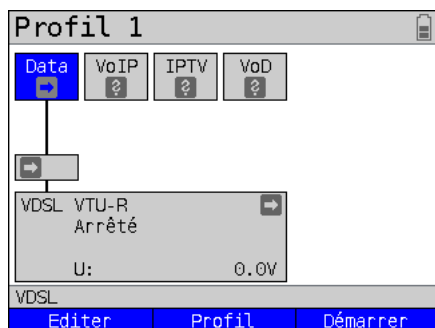 Profil 1
Data VoIP IPTV VoD
? ? ?
VDSL VTU-R
Arrêté
U: 0.0V
VDSL
Editer Profil Démarrer